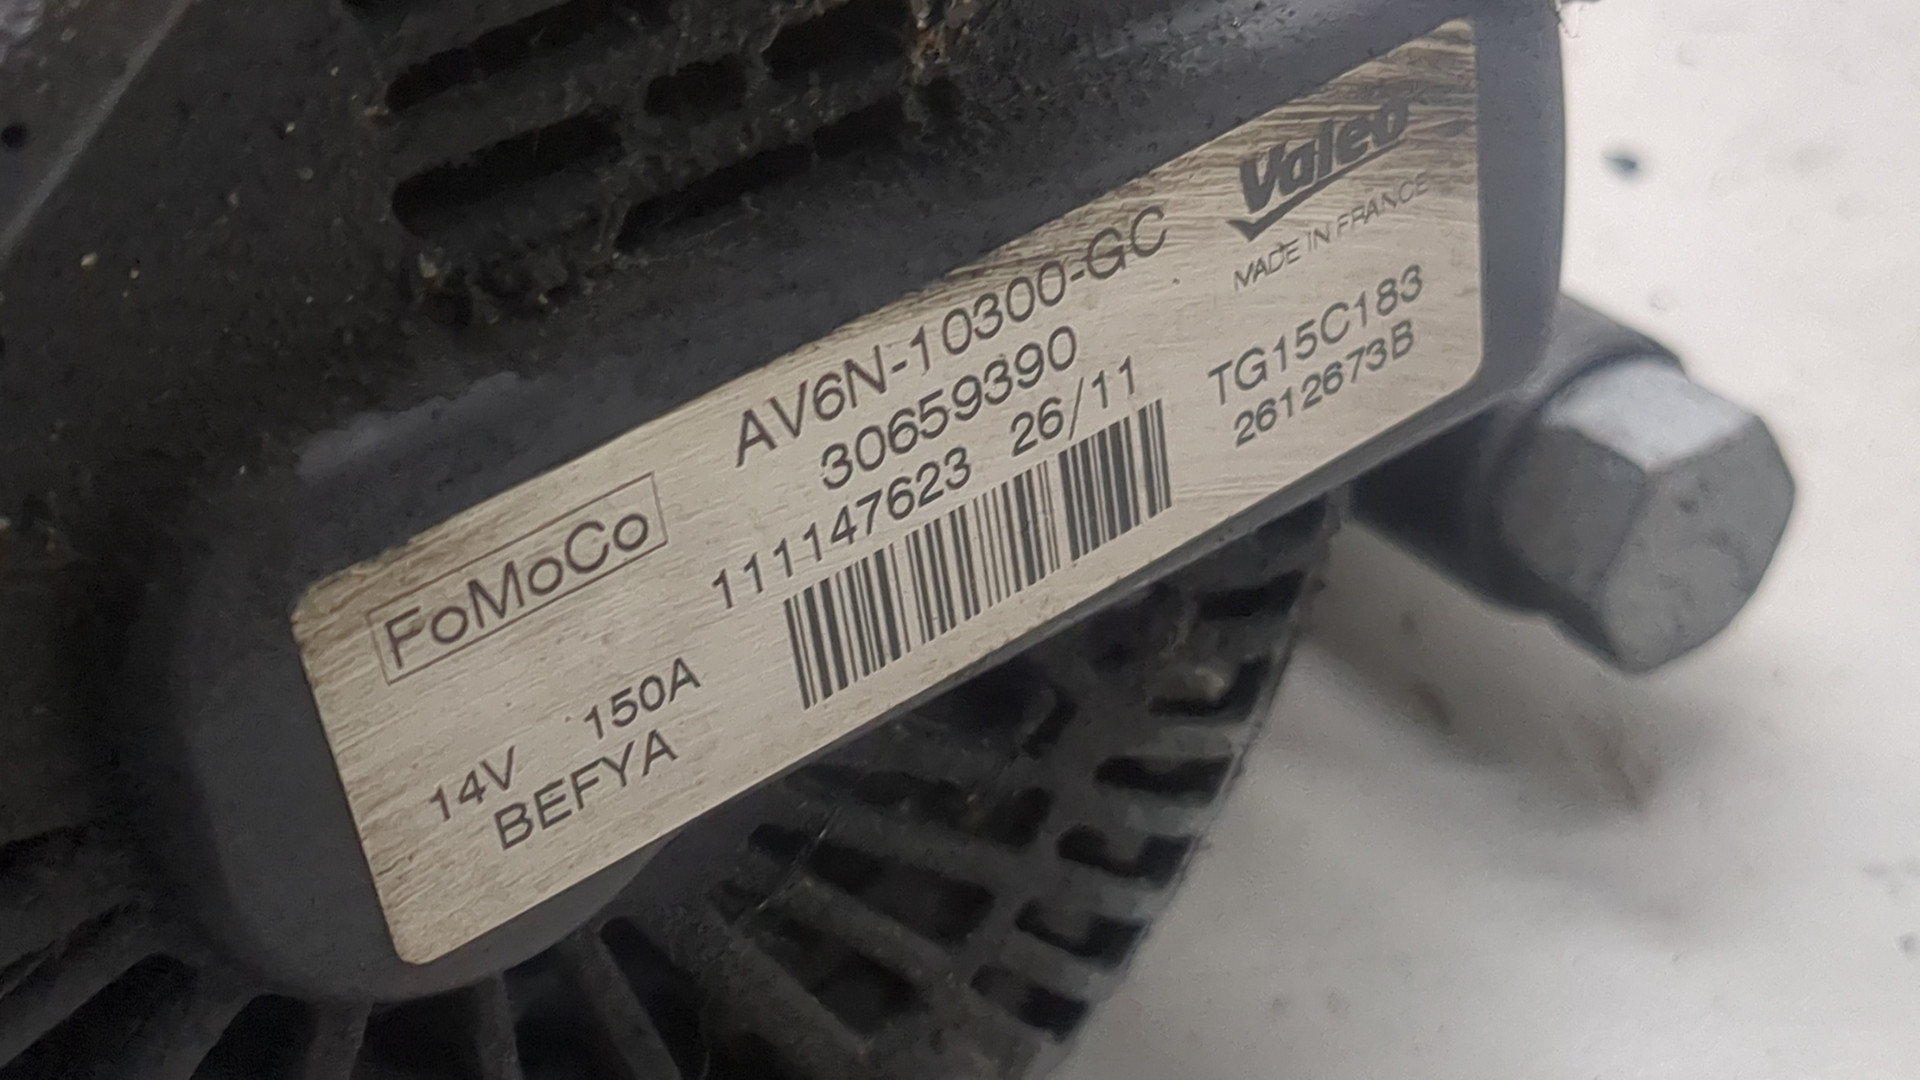 FoMoCo
14V 150A
BEFYA
AV6N-10300-GC
30659390
111147623 26/11
Valeo
MADE IN FRANCE
TG15C183
2612673B